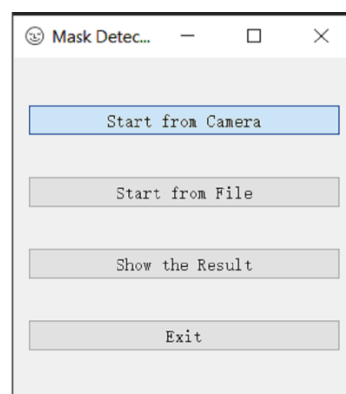 Mask Detec...
Start from Camera
Start from File
Show the Result
Exit